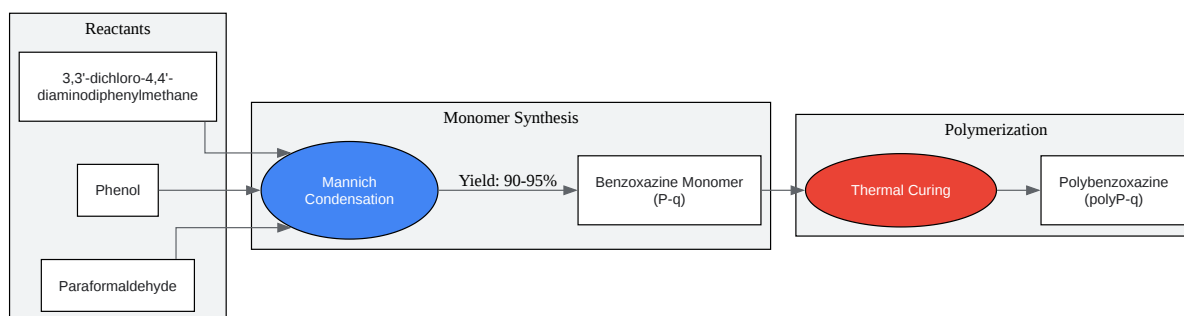 Reactants
3,3'-dichloro-4,4'-
diaminodiphenylmethane
Phenol
Paraformaldehyde
Monomer Synthesis
Mannich
Condensation
Yield: 90-95%
Benzoxazine Monomer
(P-q)
Polymerization
Thermal Curing
Polybenzoxazine
(polyP-q)